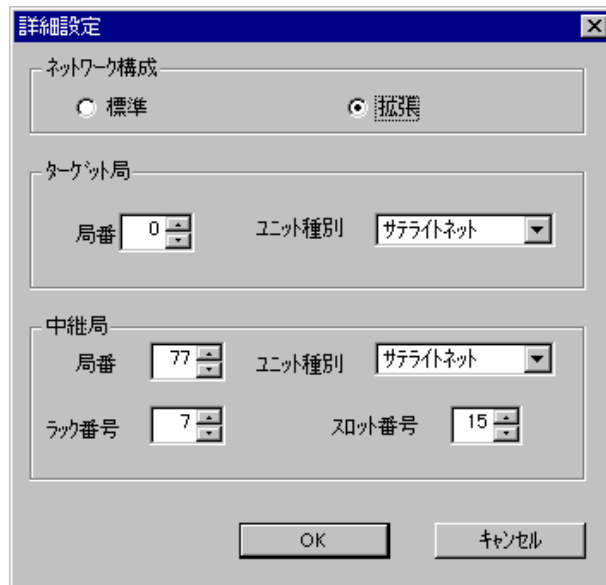 詳細設定
ネットワーク構成
標準 拡張
ターゲット局
局番 0 ユニット種別 サテライトネット
中継局
局番 77 ユニット種別 サテライトネット
ラック番号 7 スロット番号 15
OK キャンセル